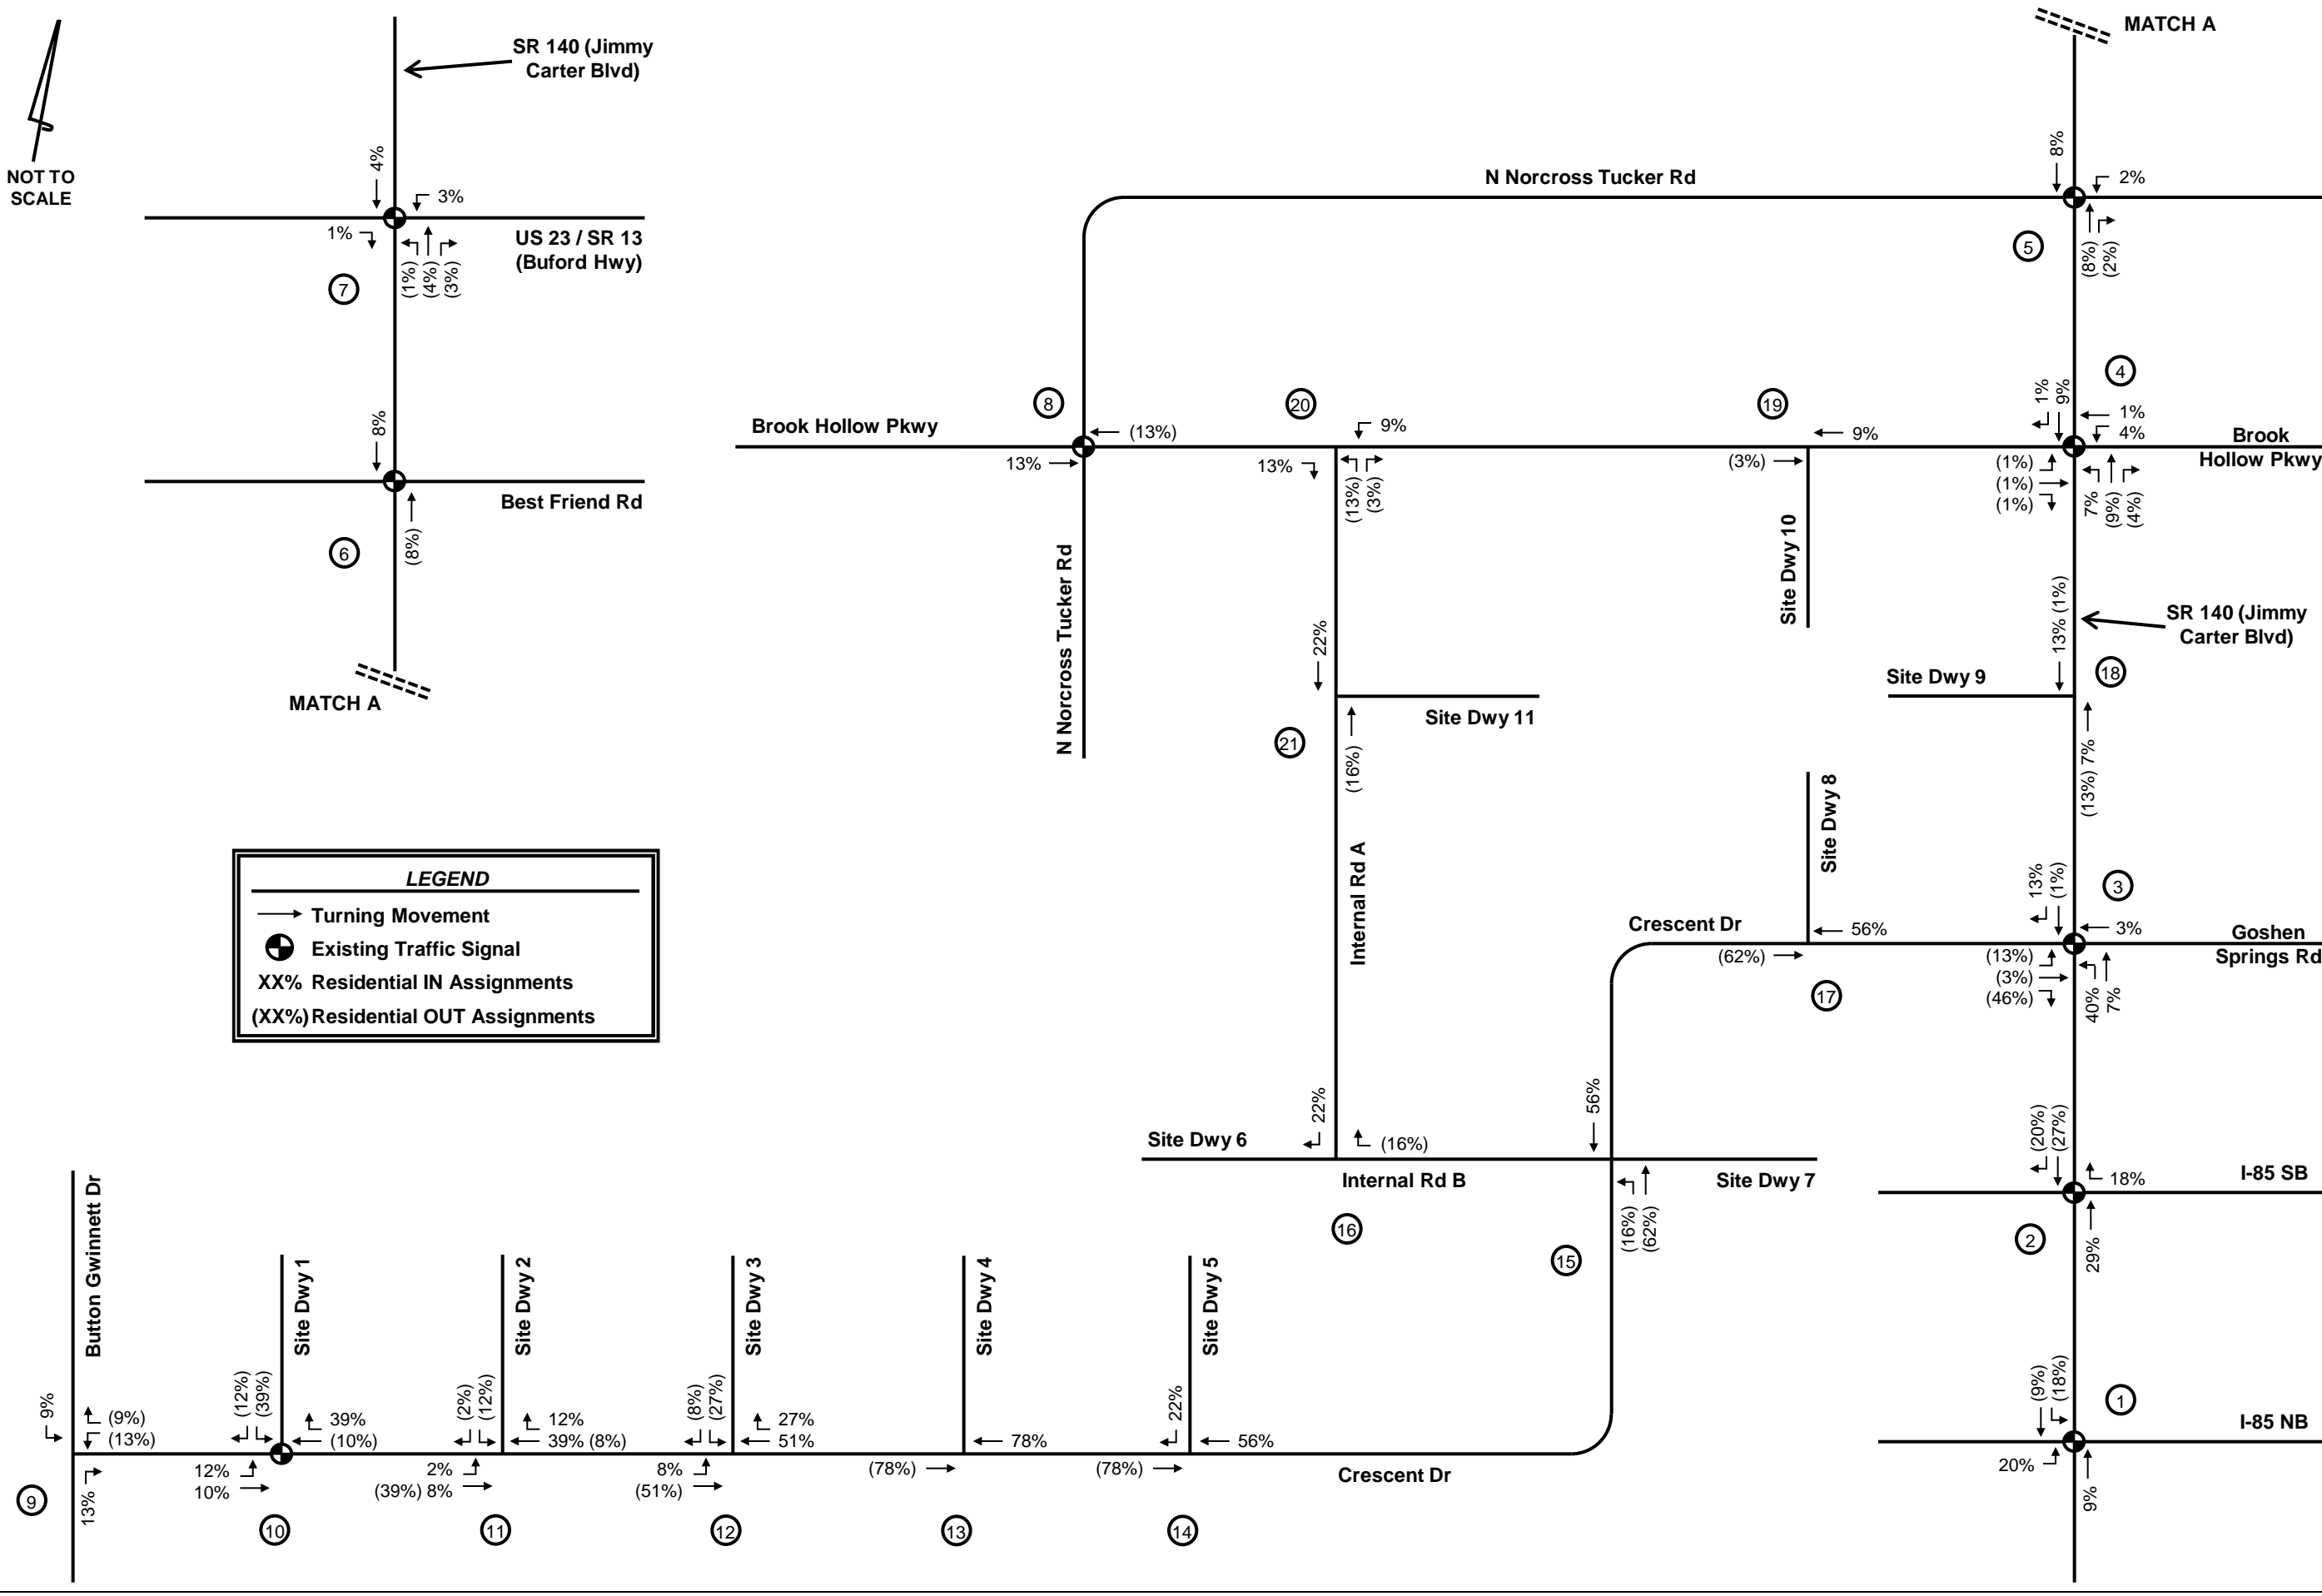 MATCH A
SR 140 (Jimmy
Carter Blvd)
NOT TO
SCALE
4%
3%
1%
US 23 / SR 13
(Buford Hwy)
(1%)
(4%)
(3%)
7
8%
Best Friend Rd
(8%)
6
MATCH A
N Norcross Tucker Rd
8%
2%
5
(8%)
(2%)
8
Brook Hollow Pkwy
(13%)
13%
N Norcross Tucker Rd
20
9%
13%
(13%)
(3%)
19
9%
(3%)
Site Dwy 10
4
1%
9%
1%
4%
Brook
Hollow Pkwy
(1%)
(1%)
(1%)
7%
(9%)
(4%)
SR 140 (Jimmy
Carter Blvd)
13% (1%)
18
Site Dwy 9
(13%) 7%
22%
Site Dwy 11
21
(16%)
Internal Rd A
Site Dwy 8
Crescent Dr
56%
(62%)
17
13%
(1%)
3
3%
Goshen
Springs Rd
(13%)
(3%)
(46%)
40%
7%
LEGEND
Turning Movement
Existing Traffic Signal
XX% Residential IN Assignments
(XX%) Residential OUT Assignments
22%
Site Dwy 6
(16%)
56%
Internal Rd B
Site Dwy 7
16
15
(16%)
(62%)
(20%)
(27%)
18%
I-85 SB
2
29%
(9%)
(18%)
1
I-85 NB
20%
9%
Button Gwinnett Dr
9%
(9%)
(13%)
13%
9
Site Dwy 1
(12%)
(39%)
39%
(10%)
12%
10%
10
Site Dwy 2
(2%)
(12%)
12%
39% (8%)
2%
(39%) 8%
11
Site Dwy 3
(8%)
(27%)
27%
51%
8%
(51%)
12
Site Dwy 4
78%
(78%)
13
Site Dwy 5
22%
56%
(78%)
14
Crescent Dr